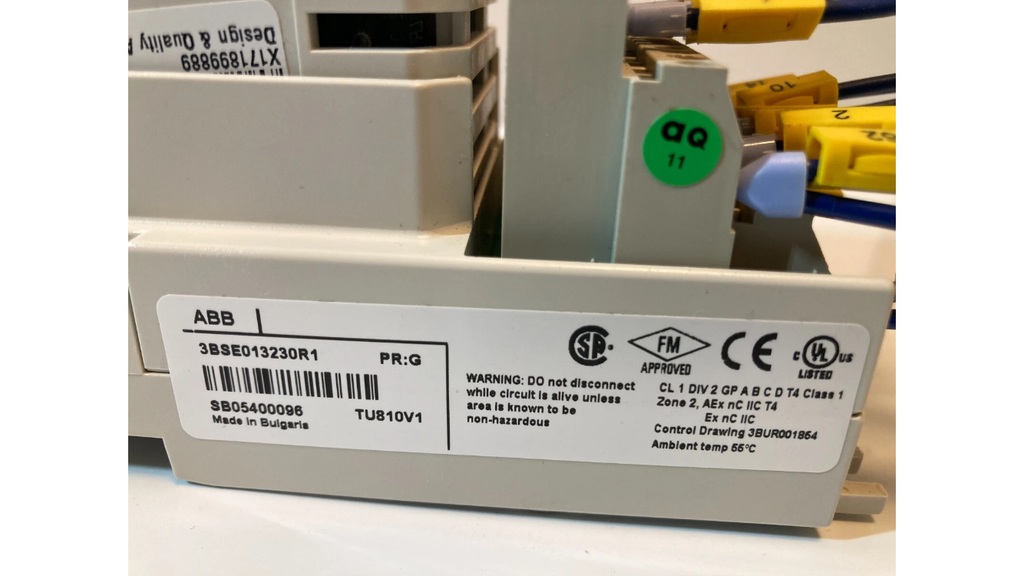 Design & Quality
X1718999889
10
2
62
aQ
11
ABB
3BSE013230R1
PR:G
SB05400096
TU810V1
Made in Bulgaria
WARNING: DO not disconnect
while circuit is alive unless
area is known to be
non-hazardous
SP
FM
APPROVED
CE
C UL US
LISTED
CL 1 DIV 2 GP A B C D T4 Class 1
Zone 2, AEx nC IIC T4
Ex nC IIC
Control Drawing 3BUR001854
Ambient temp 55°C